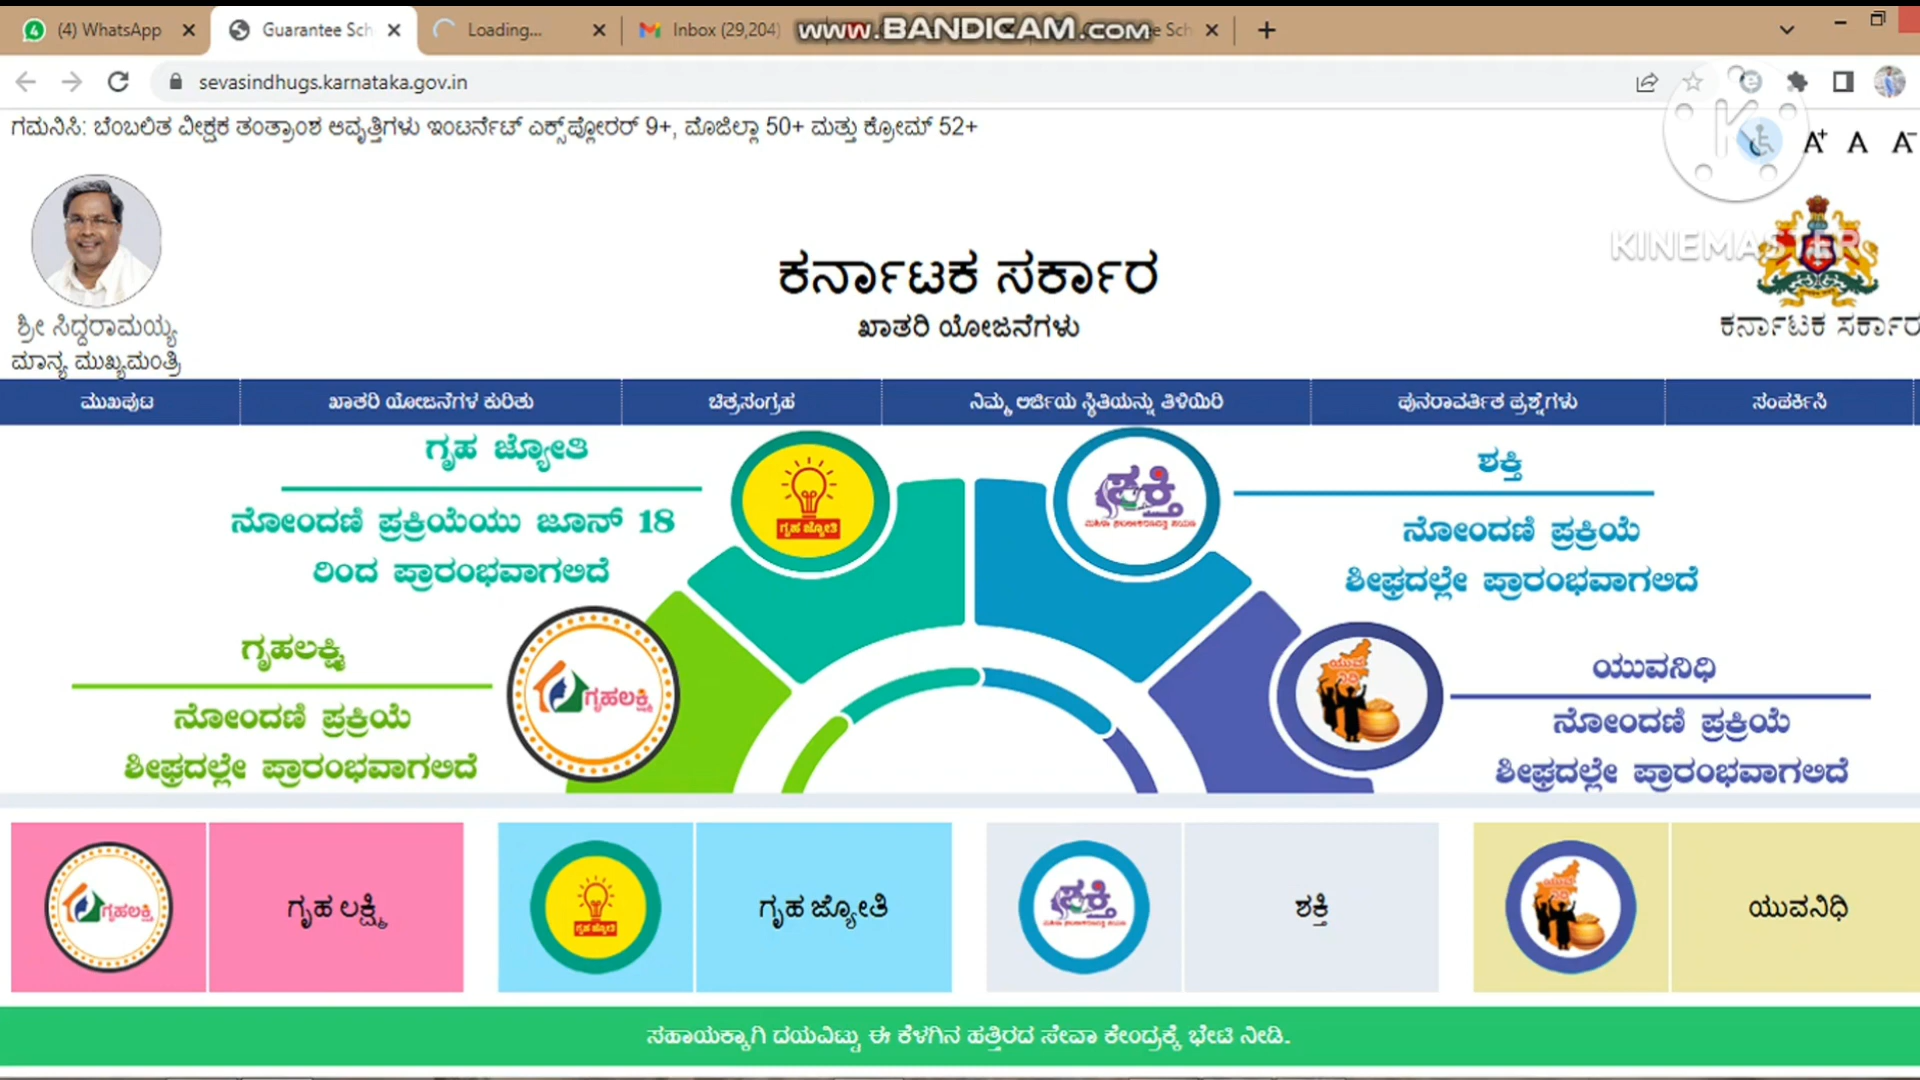 (4) WhatsApp
Guarantee Sch
Loading...
Inbox (29,204)
www.BANDICAM.com
e Sch
sevasindhugs.karnataka.gov.in
ಗಮನಿಸಿ: ಬೆಂಬಲಿತ ವೀಕ್ಷಕ ತಂತ್ರಾಂಶ ಆವೃತ್ತಿಗಳು ಇಂಟರ್ನೆಟ್ ಎಕ್ಸ್‌ಪ್ಲೋರರ್ 9+, ಮೊಜಿಲ್ಲಾ 50+ ಮತ್ತು ಕ್ರೋಮ್ 52+
A+ A A-
KINEMASTER
ಶ್ರೀ ಸಿದ್ದರಾಮಯ್ಯ
ಮಾನ್ಯ ಮುಖ್ಯಮಂತ್ರಿ
ಕರ್ನಾಟಕ ಸರ್ಕಾರ
ಖಾತರಿ ಯೋಜನೆಗಳು
ಕರ್ನಾಟಕ ಸರ್ಕಾರ
ಮುಖಪುಟ
ಖಾತರಿ ಯೋಜನೆಗಳ ಕುರಿತು
ಚಿತ್ರಸಂಗ್ರಹ
ನಿಮ್ಮ ಅರ್ಜಿಯ ಸ್ಥಿತಿಯನ್ನು ತಿಳಿಯಿರಿ
ಪುನರಾವರ್ತಿತ ಪ್ರಶ್ನೆಗಳು
ಸಂಪರ್ಕಿಸಿ
ಗೃಹ ಜ್ಯೋತಿ
ನೋಂದಣಿ ಪ್ರಕ್ರಿಯೆಯು ಜೂನ್ 18
ರಿಂದ ಪ್ರಾರಂಭವಾಗಲಿದೆ
ಗೃಹ ಜ್ಯೋತಿ
ಶಕ್ತಿ
ಶಕ್ತಿ
ನೋಂದಣಿ ಪ್ರಕ್ರಿಯೆ
ಶೀಘ್ರದಲ್ಲೇ ಪ್ರಾರಂಭವಾಗಲಿದೆ
ಗೃಹಲಕ್ಷ್ಮಿ
ನೋಂದಣಿ ಪ್ರಕ್ರಿಯೆ
ಶೀಘ್ರದಲ್ಲೇ ಪ್ರಾರಂಭವಾಗಲಿದೆ
ಗೃಹಲಕ್ಷ್ಮಿ
ಯುವ
ನಿಧಿ
ಯುವನಿಧಿ
ನೋಂದಣಿ ಪ್ರಕ್ರಿಯೆ
ಶೀಘ್ರದಲ್ಲೇ ಪ್ರಾರಂಭವಾಗಲಿದೆ
ಗೃಹಲಕ್ಷ್ಮಿ
ಗೃಹ ಲಕ್ಷ್ಮಿ
ಗೃಹ ಜ್ಯೋತಿ
ಗೃಹ ಜ್ಯೋತಿ
ಶಕ್ತಿ
ಶಕ್ತಿ
ಯುವ
ನಿಧಿ
ಯುವನಿಧಿ
ಸಹಾಯಕ್ಕಾಗಿ ದಯವಿಟ್ಟು ಈ ಕೆಳಗಿನ ಹತ್ತಿರದ ಸೇವಾ ಕೇಂದ್ರಕ್ಕೆ ಭೇಟಿ ನೀಡಿ.